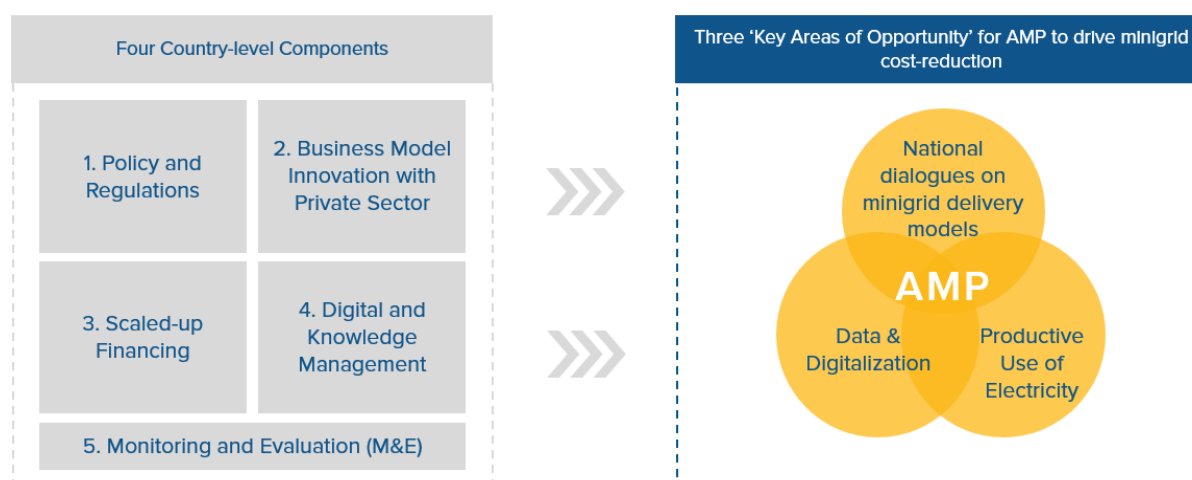 Four Country-level Components
1. Policy and
Regulations
2. Business Model
Innovation with
Private Sector
3. Scaled-up
Financing
4. Digital and
Knowledge
Management
5. Monitoring and Evaluation (M&E)
Three ‘Key Areas of Opportunity’ for AMP to drive minigrid
cost-reduction
National
dialogues on
minigrid delivery
models
AMP
Data &
Digitalization
Productive
Use of
Electricity